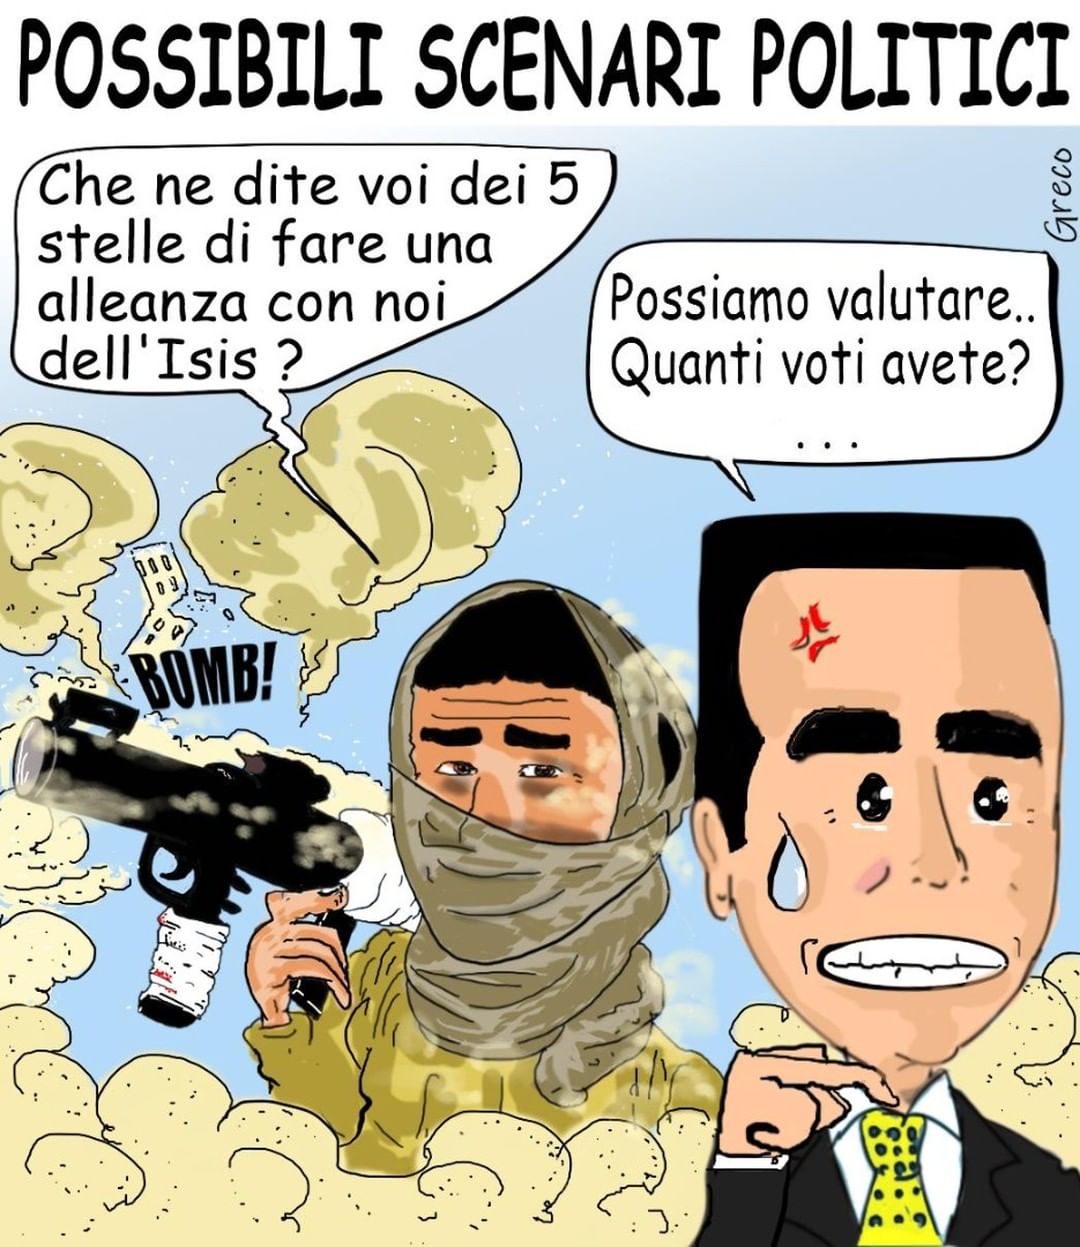 POSSIBILI SCENARI POLITICI
Greco
Che ne dite voi dei 5
stelle di fare una
alleanza con noi
dell'Isis ?
Possiamo valutare..
Quanti voti avete?
...
BOMB!